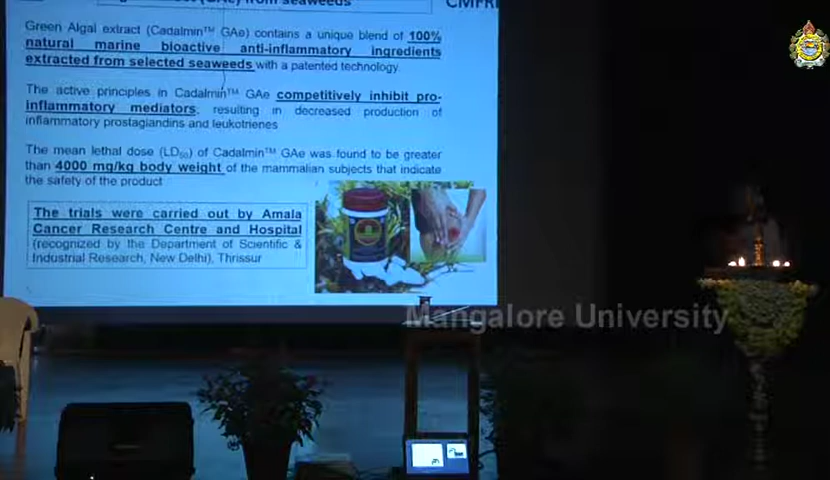 from seaweeds
CMFRI
Green Algal extract (Cadalmin™ GAe) contains a unique blend of 100%
natural marine bioactive anti-inflammatory ingredients
extracted from selected seaweeds with a patented technology.
The active principles in Cadalmin™ GAe competitively inhibit pro-
inflammatory mediators, resulting in decreased production of
inflammatory prostaglandins and leukotrienes
The mean lethal dose (LD50) of Cadalmin™ GAe was found to be greater
than 4000 mg/kg body weight of the mammalian subjects that indicate
the safety of the product
The trials were carried out by Amala
Cancer Research Centre and Hospital
(recognized by the Department of Scientific &
Industrial Research, New Delhi), Thrissur
Mangalore University